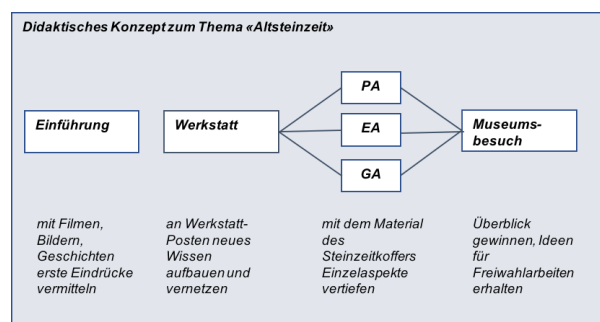 Didaktisches Konzept zum Thema «Altsteinzeit»
Einführung
Werkstatt
PA
EA
GA
Museums-
besuch
mit Filmen,
Bildern,
Geschichten
erste Eindrücke
vermitteln
an Werkstatt-
Posten neues
Wissen
aufbauen und
vernetzen
mit dem Material
des
Steinzeitkoffers
Einzelaspekte
vertiefen
Überblick
gewinnen, Ideen
für
Freiwahlarbeiten
erhalten